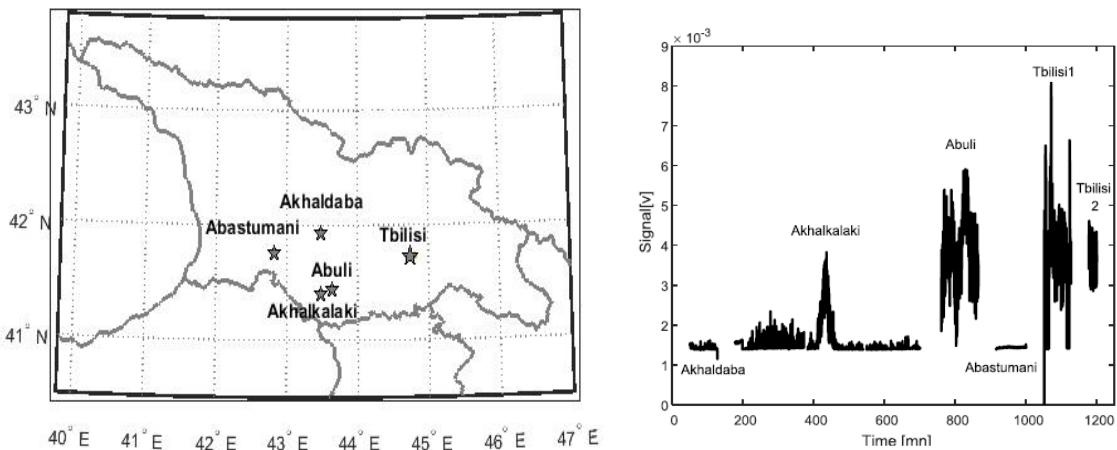 43° N
42° N
41° N
40° E 41° E 42° E 43° E 44° E 45° E 46° E 47° E
Akhaldaba
Abastumani
Tbilisi
Abuli
Akhalkalaki
× 10⁻³
9
8
7
6
5
4
3
2
1
0
Signal[v]
0 200 400 600 800 1000 1200
Time [mn]
Akhaldaba
Akhalkalaki
Abuli
Abastumani
Tbilisi1
Tbilisi
2